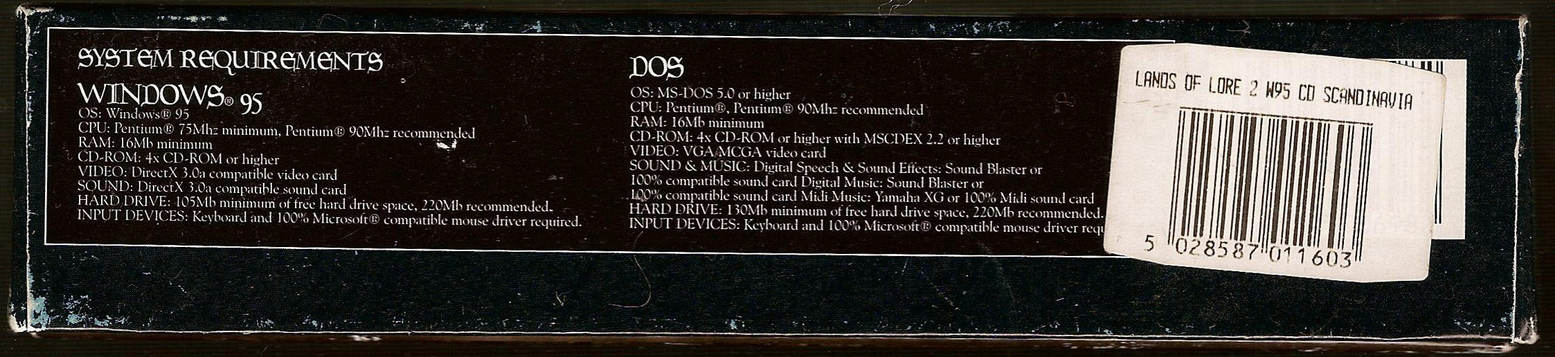 SYSTEM REQUIREMENTS
WINDOWS® 95
OS: Windows® 95
CPU: Pentium® 75Mhz minimum, Pentium® 90Mhz recommended
RAM: 16Mb minimum
CD-ROM: 4x CD-ROM or higher
VIDEO: DirectX 3.0a compatible video card
SOUND: DirectX 3.0a compatible sound card
HARD DRIVE: 105Mb minimum of free hard drive space, 220Mb recommended.
INPUT DEVICES: Keyboard and 100% Microsoft® compatible mouse driver required.
DOS
OS: MS-DOS 5.0 or higher
CPU: Pentium®, Pentium® 90Mhz recommended
RAM: 16Mb minimum
CD-ROM: 4x CD-ROM or higher with MSCDEX 2.2 or higher
VIDEO: VGA/MCGA video card
SOUND & MUSIC: Digital Speech & Sound Effects: Sound Blaster or
100% compatible sound card Digital Music: Sound Blaster or
100% compatible sound card Midi Music: Yamaha XG or 100% Midi sound card
HARD DRIVE: 130Mb minimum of free hard drive space, 220Mb recommended.
INPUT DEVICES: Keyboard and 100% Microsoft® compatible mouse driver requ
LANDS OF LORE 2 W95 CD SCANDINAVIA
5 028587 011603